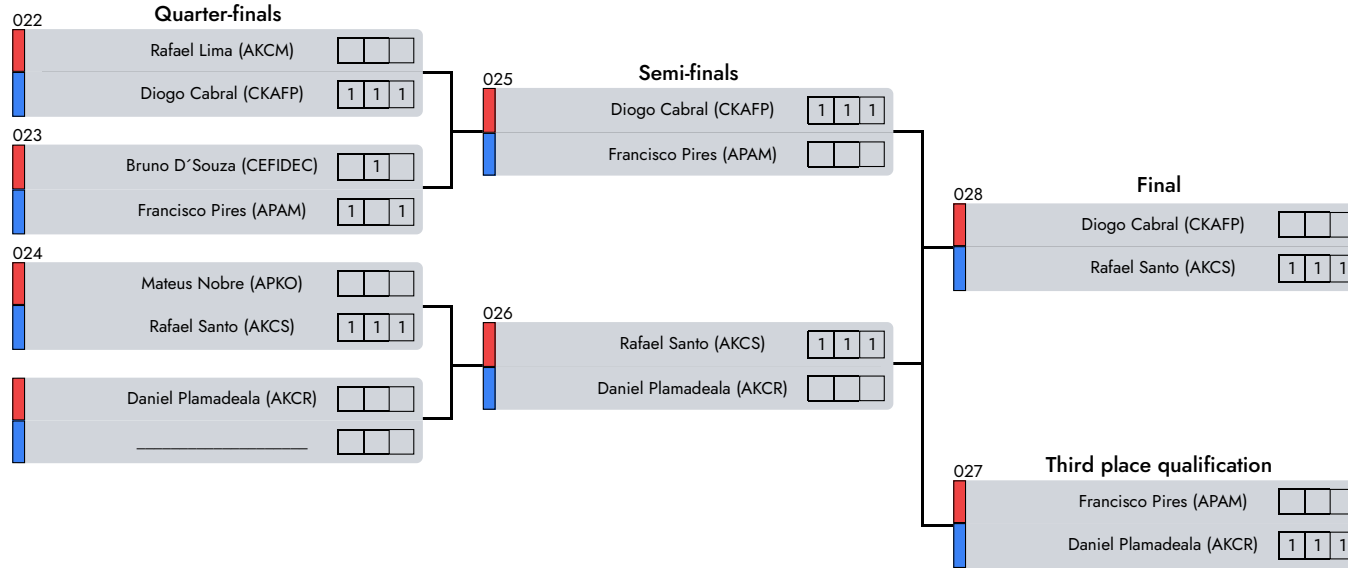 Quarter-finals
022
Rafael Lima (AKCM)
Diogo Cabral (CKAFP) 1 1 1
023
Bruno D´Souza (CEFIDEC) 1
Francisco Pires (APAM) 1 1
024
Mateus Nobre (APKO)
Rafael Santo (AKCS) 1 1 1
Daniel Plamadeala (AKCR)
Semi-finals
025
Diogo Cabral (CKAFP) 1 1 1
Francisco Pires (APAM)
026
Rafael Santo (AKCS) 1 1 1
Daniel Plamadeala (AKCR)
Final
028
Diogo Cabral (CKAFP)
Rafael Santo (AKCS) 1 1 1
Third place qualification
027
Francisco Pires (APAM)
Daniel Plamadeala (AKCR) 1 1 1